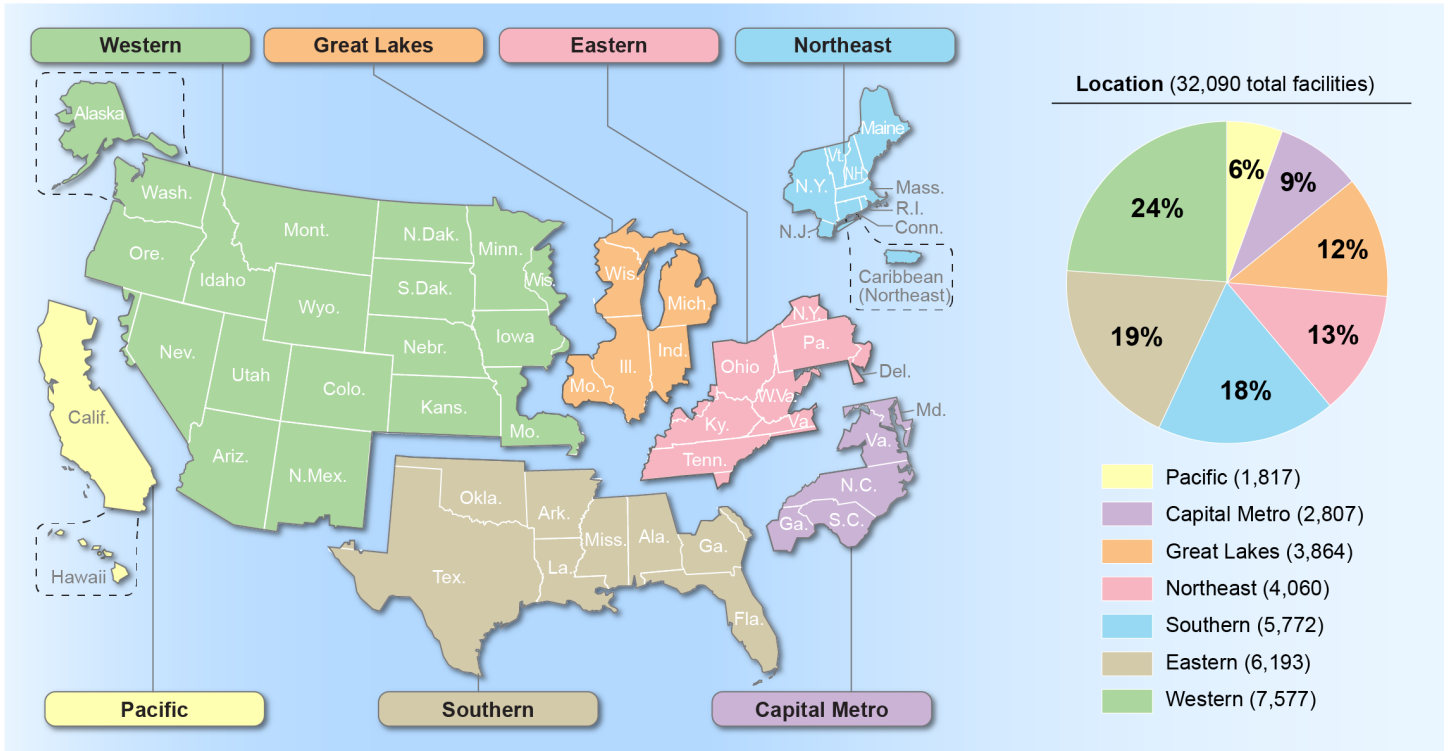 Western
Great Lakes
Eastern
Northeast
Alaska
Wash.
Ore.
Idaho
Mont.
Wyo.
N.Dak.
S.Dak.
Nebr.
Minn.
Wis.
Iowa
Nev.
Utah
Colo.
Kans.
Mo.
Ariz.
N.Mex.
Calif.
Hawaii
Wis.
Mich.
Ill.
Ind.
Mo.
Maine
Vt.
NH.
N.Y.
Mass.
R.I.
Conn.
N.J.
Caribbean
(Northeast)
N.Y.
Pa.
Ohio
Del.
W.Va.
Va.
Ky.
Tenn.
Md.
Va.
N.C.
S.C.
Ga.
Okla.
Ark.
Tex.
La.
Miss.
Ala.
Ga.
Fla.
Pacific
Southern
Capital Metro
Location (32,090 total facilities)
6%
9%
12%
13%
18%
19%
24%
Pacific (1,817)
Capital Metro (2,807)
Great Lakes (3,864)
Northeast (4,060)
Southern (5,772)
Eastern (6,193)
Western (7,577)